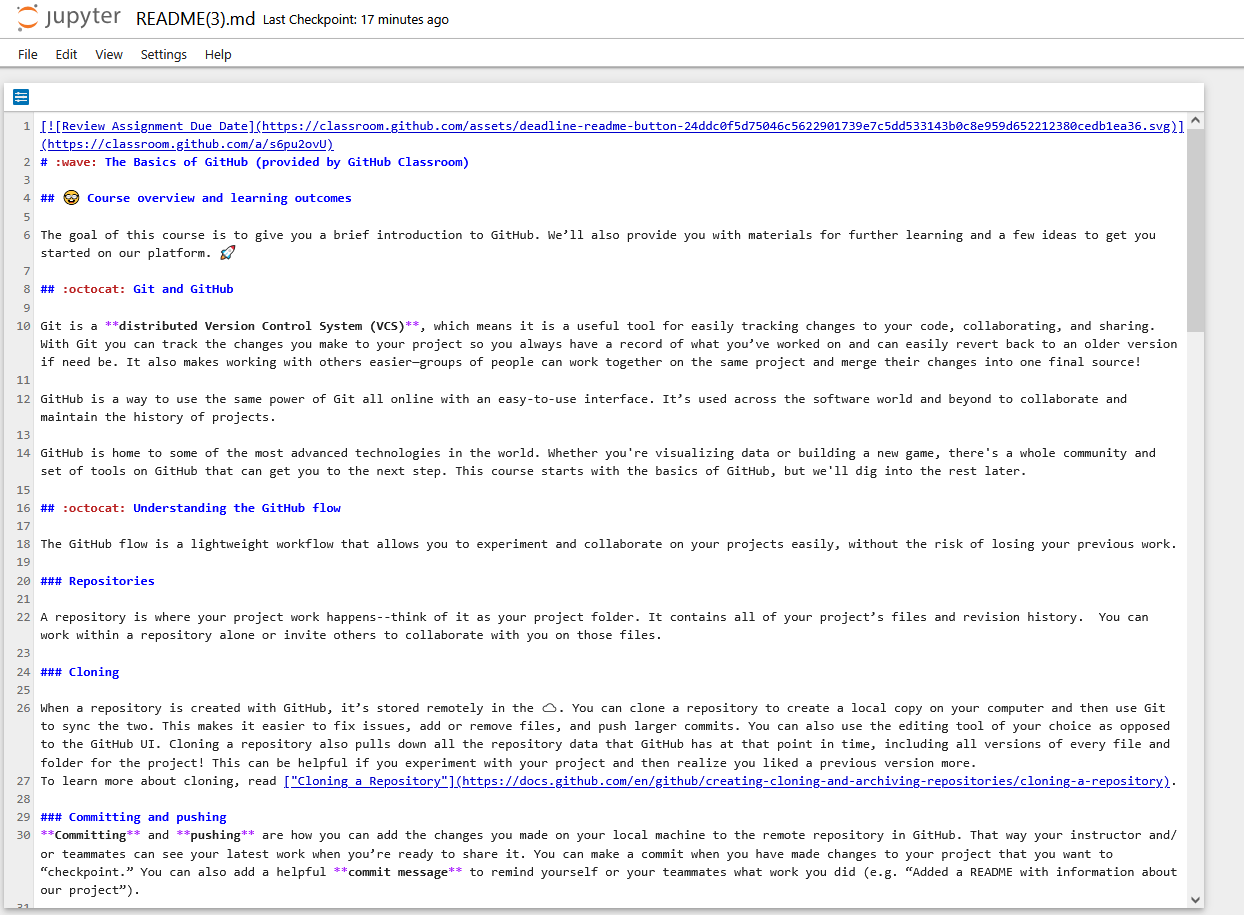 jupyter README(3).md Last Checkpoint: 17 minutes ago
File Edit View Settings Help
1 [![Review Assignment Due Date](https://classroom.github.com/assets/deadline-readme-button-24ddc0f5d75046c5622901739e7c5dd533143b0c8e959d652212380cedb1ea36.svg)]
(https://classroom.github.com/a/s6pu2ovU)
2 # :wave: The Basics of GitHub (provided by GitHub Classroom)
3
4 ## 🤓 Course overview and learning outcomes
5
6 The goal of this course is to give you a brief introduction to GitHub. We’ll also provide you with materials for further learning and a few ideas to get you
started on our platform. 🚀
7
8 ## :octocat: Git and GitHub
9
10 Git is a **distributed Version Control System (VCS)**, which means it is a useful tool for easily tracking changes to your code, collaborating, and sharing.
With Git you can track the changes you make to your project so you always have a record of what you’ve worked on and can easily revert back to an older version
if need be. It also makes working with others easier—groups of people can work together on the same project and merge their changes into one final source!
11
12 GitHub is a way to use the same power of Git all online with an easy-to-use interface. It’s used across the software world and beyond to collaborate and
maintain the history of projects.
13
14 GitHub is home to some of the most advanced technologies in the world. Whether you're visualizing data or building a new game, there's a whole community and
set of tools on GitHub that can get you to the next step. This course starts with the basics of GitHub, but we'll dig into the rest later.
15
16 ## :octocat: Understanding the GitHub flow
17
18 The GitHub flow is a lightweight workflow that allows you to experiment and collaborate on your projects easily, without the risk of losing your previous work.
19
20 ### Repositories
21
22 A repository is where your project work happens--think of it as your project folder. It contains all of your project’s files and revision history.  You can
work within a repository alone or invite others to collaborate with you on those files.
23
24 ### Cloning
25
26 When a repository is created with GitHub, it’s stored remotely in the ☁. You can clone a repository to create a local copy on your computer and then use Git
to sync the two. This makes it easier to fix issues, add or remove files, and push larger commits. You can also use the editing tool of your choice as opposed
to the GitHub UI. Cloning a repository also pulls down all the repository data that GitHub has at that point in time, including all versions of every file and
folder for the project! This can be helpful if you experiment with your project and then realize you liked a previous version more.
27 To learn more about cloning, read ["Cloning a Repository"](https://docs.github.com/en/github/creating-cloning-and-archiving-repositories/cloning-a-repository).
28
29 ### Committing and pushing
30 **Committing** and **pushing** are how you can add the changes you made on your local machine to the remote repository in GitHub. That way your instructor and/
or teammates can see your latest work when you’re ready to share it. You can make a commit when you have made changes to your project that you want to
“checkpoint.” You can also add a helpful **commit message** to remind yourself or your teammates what work you did (e.g. “Added a README with information about
our project”).
31